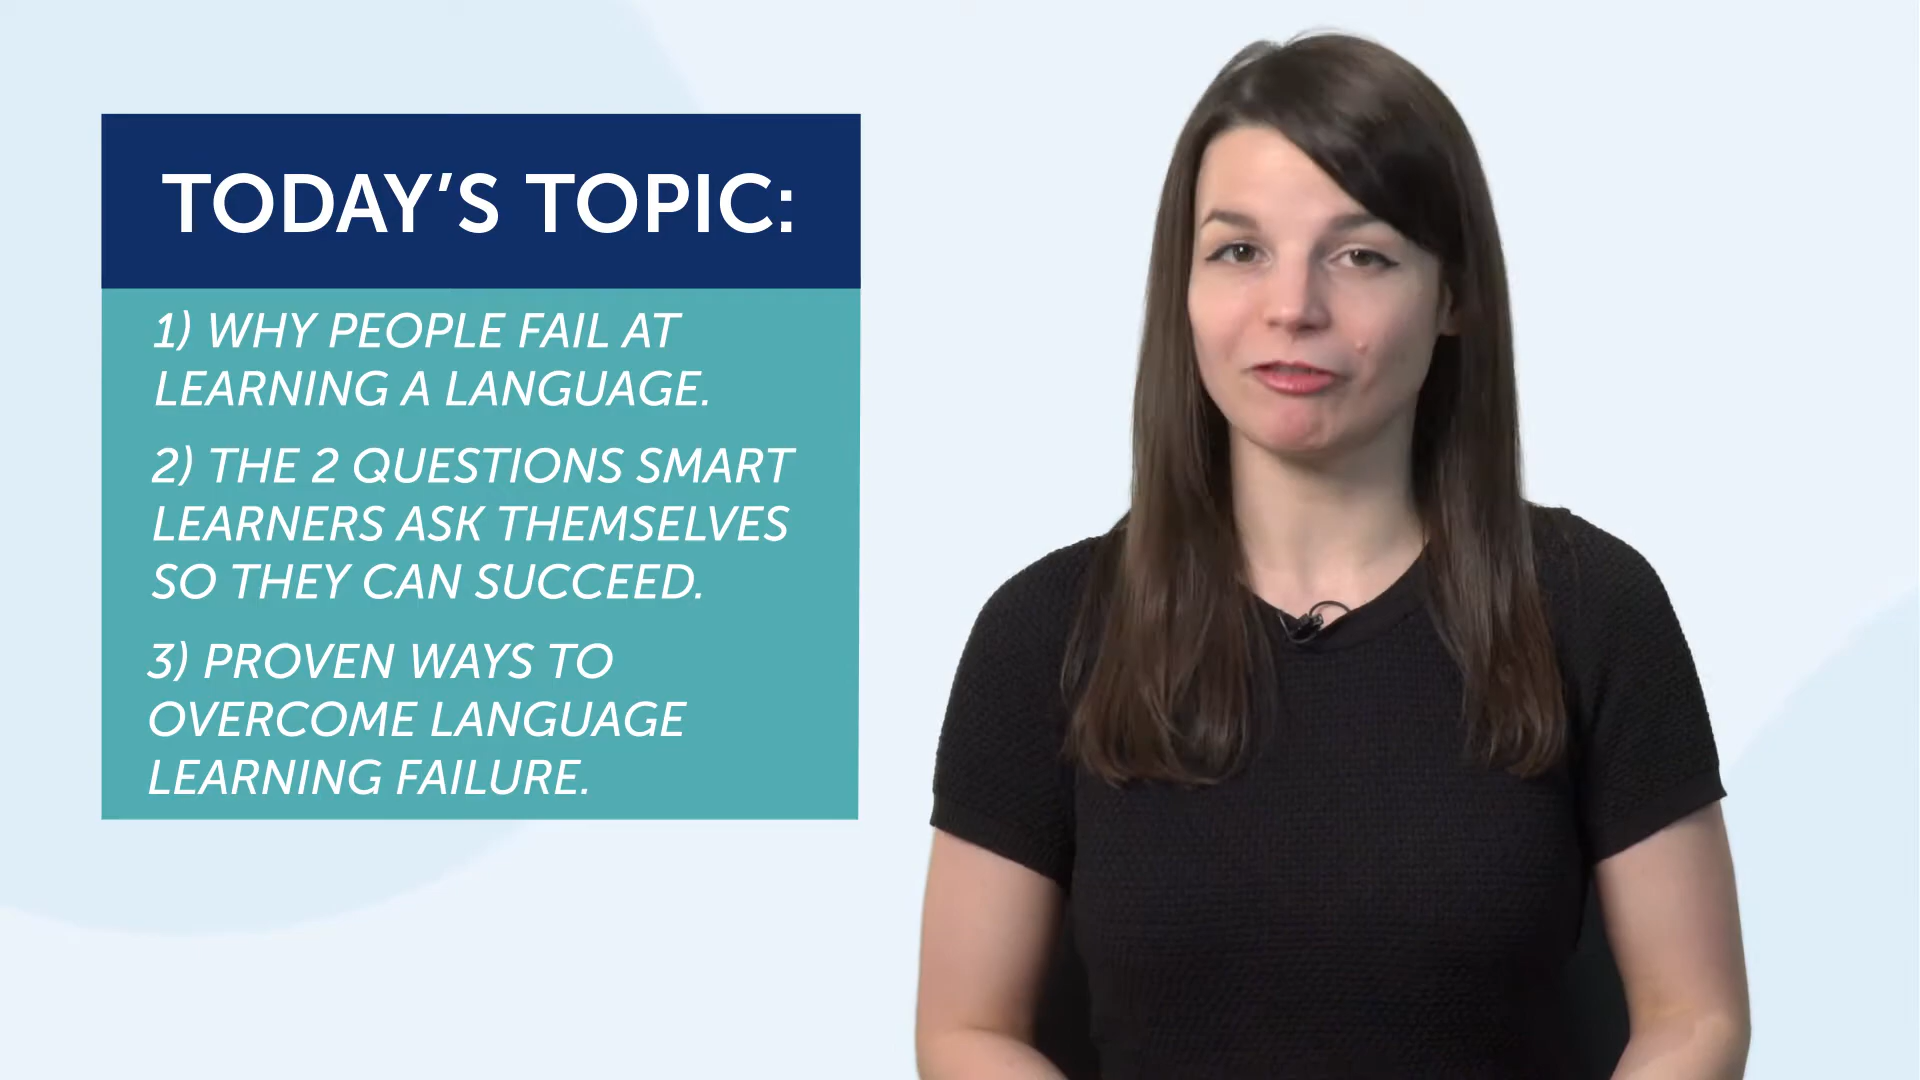 TODAY'S TOPIC:
1) WHY PEOPLE FAIL AT
LEARNING A LANGUAGE.
2) THE 2 QUESTIONS SMART
LEARNERS ASK THEMSELVES
SO THEY CAN SUCCEED.
3) PROVEN WAYS TO
OVERCOME LANGUAGE
LEARNING FAILURE.